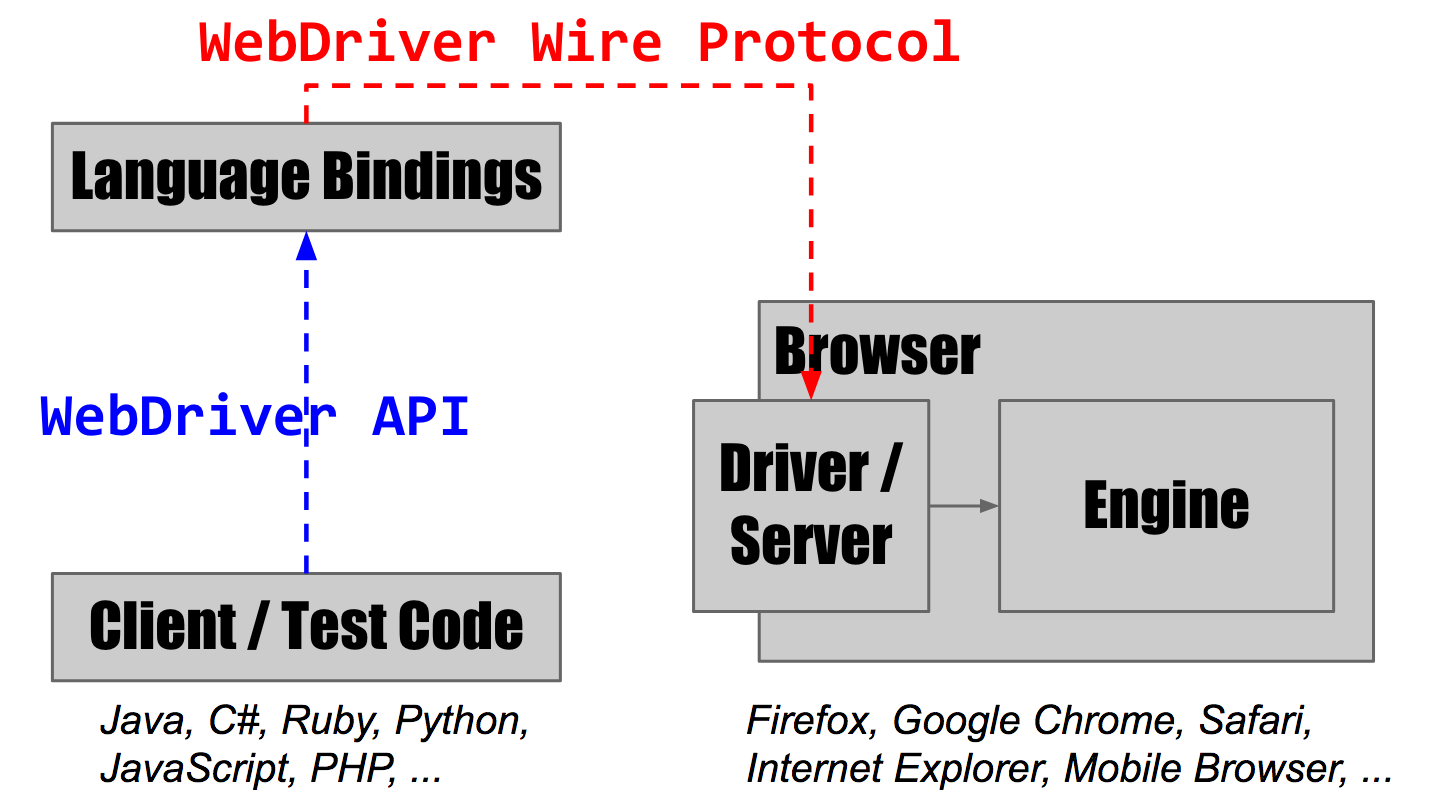 WebDriver Wire Protocol
Language Bindings
WebDriver API
Client / Test Code
Java, C#, Ruby, Python,
JavaScript, PHP, ...
Browser
Driver /
Server
Engine
Firefox, Google Chrome, Safari,
Internet Explorer, Mobile Browser, ...